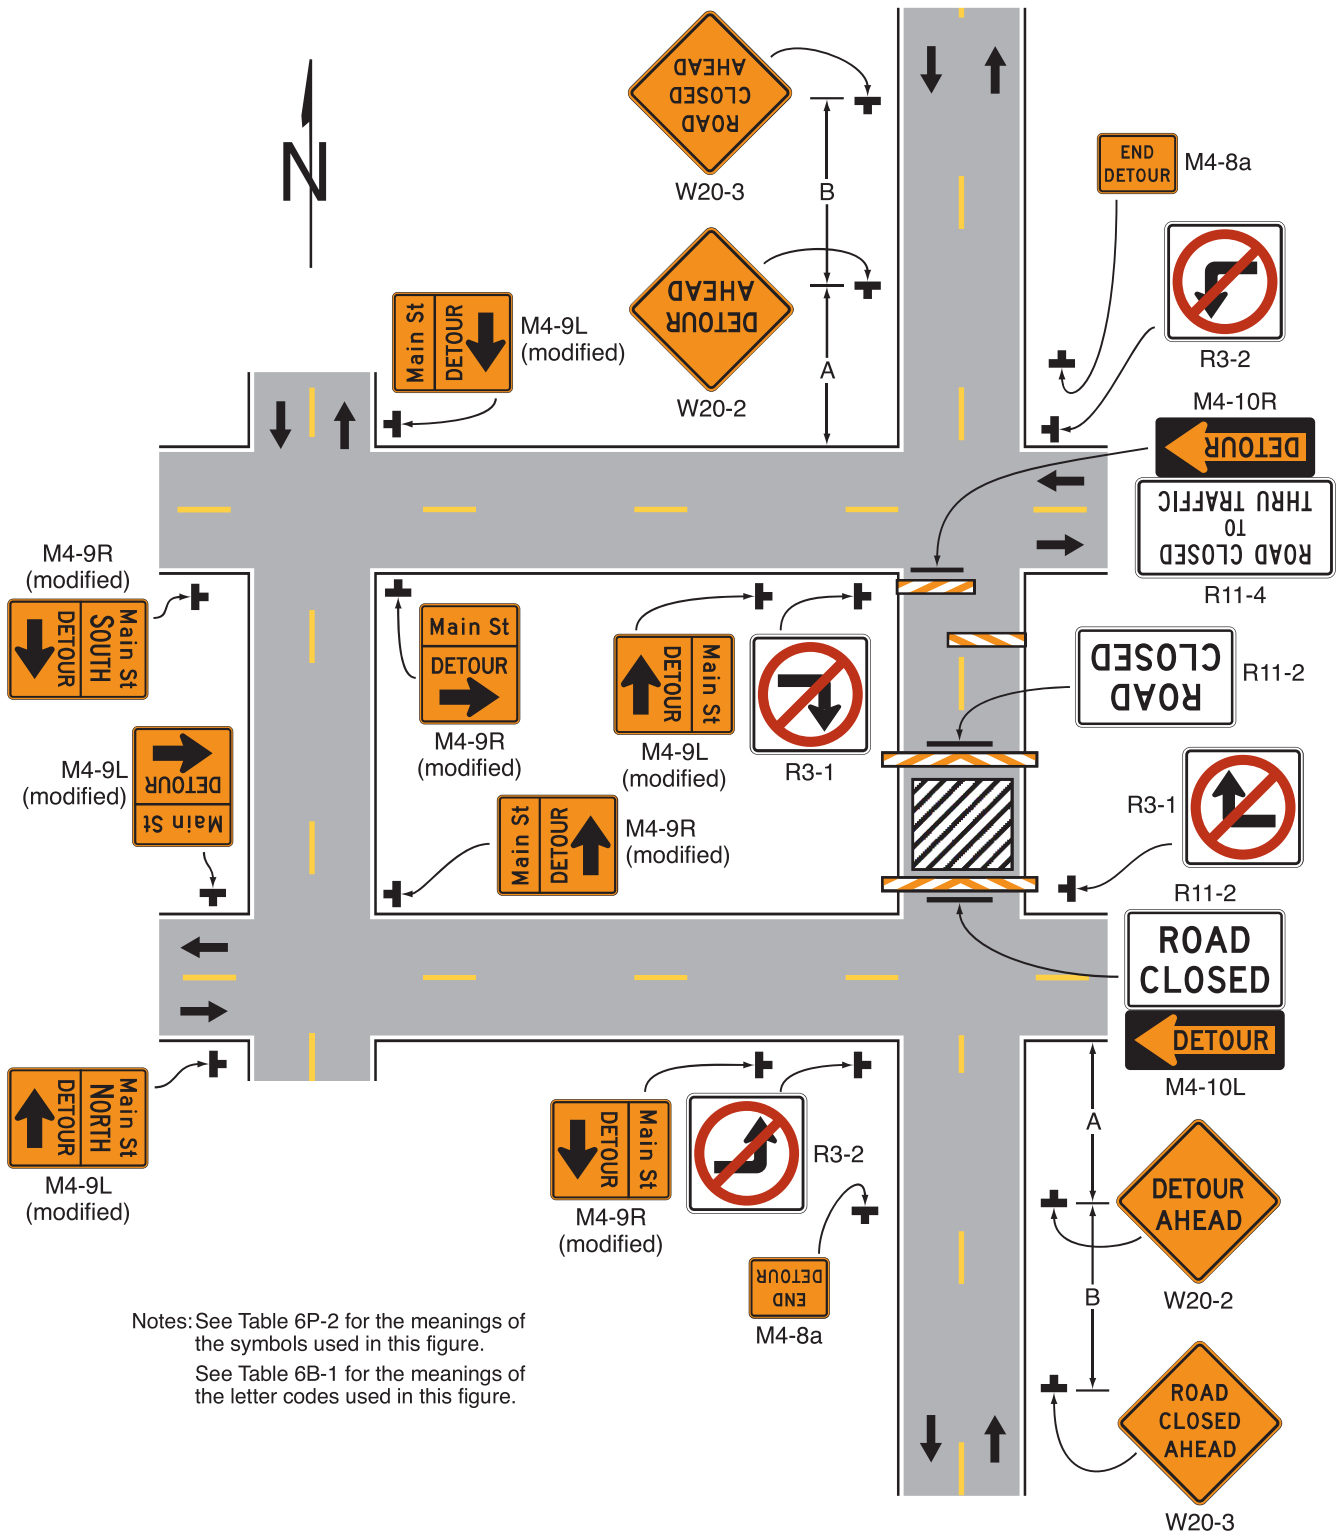 N
ROAD
CLOSED
AHEAD
W20-3
B
DETOUR
AHEAD
W20-2
A
END
DETOUR
M4-8a
R3-2
Main St
DETOUR
M4-9L
(modified)
M4-10R
DETOUR
ROAD CLOSED
TO
THRU TRAFFIC
R11-4
M4-9R
(modified)
Main St
SOUTH
DETOUR
Main St
DETOUR
M4-9R
(modified)
Main St
DETOUR
M4-9L
(modified)
R3-1
ROAD
CLOSED
R11-2
M4-9L
(modified)
Main St
DETOUR
Main St
DETOUR
M4-9R
(modified)
R3-1
R11-2
ROAD
CLOSED
DETOUR
M4-10L
Main St
NORTH
DETOUR
M4-9L
(modified)
Main St
DETOUR
M4-9R
(modified)
R3-2
END
DETOUR
M4-8a
A
DETOUR
AHEAD
W20-2
B
ROAD
CLOSED
AHEAD
W20-3
Notes: See Table 6P-2 for the meanings of
the symbols used in this figure.
See Table 6B-1 for the meanings of
the letter codes used in this figure.